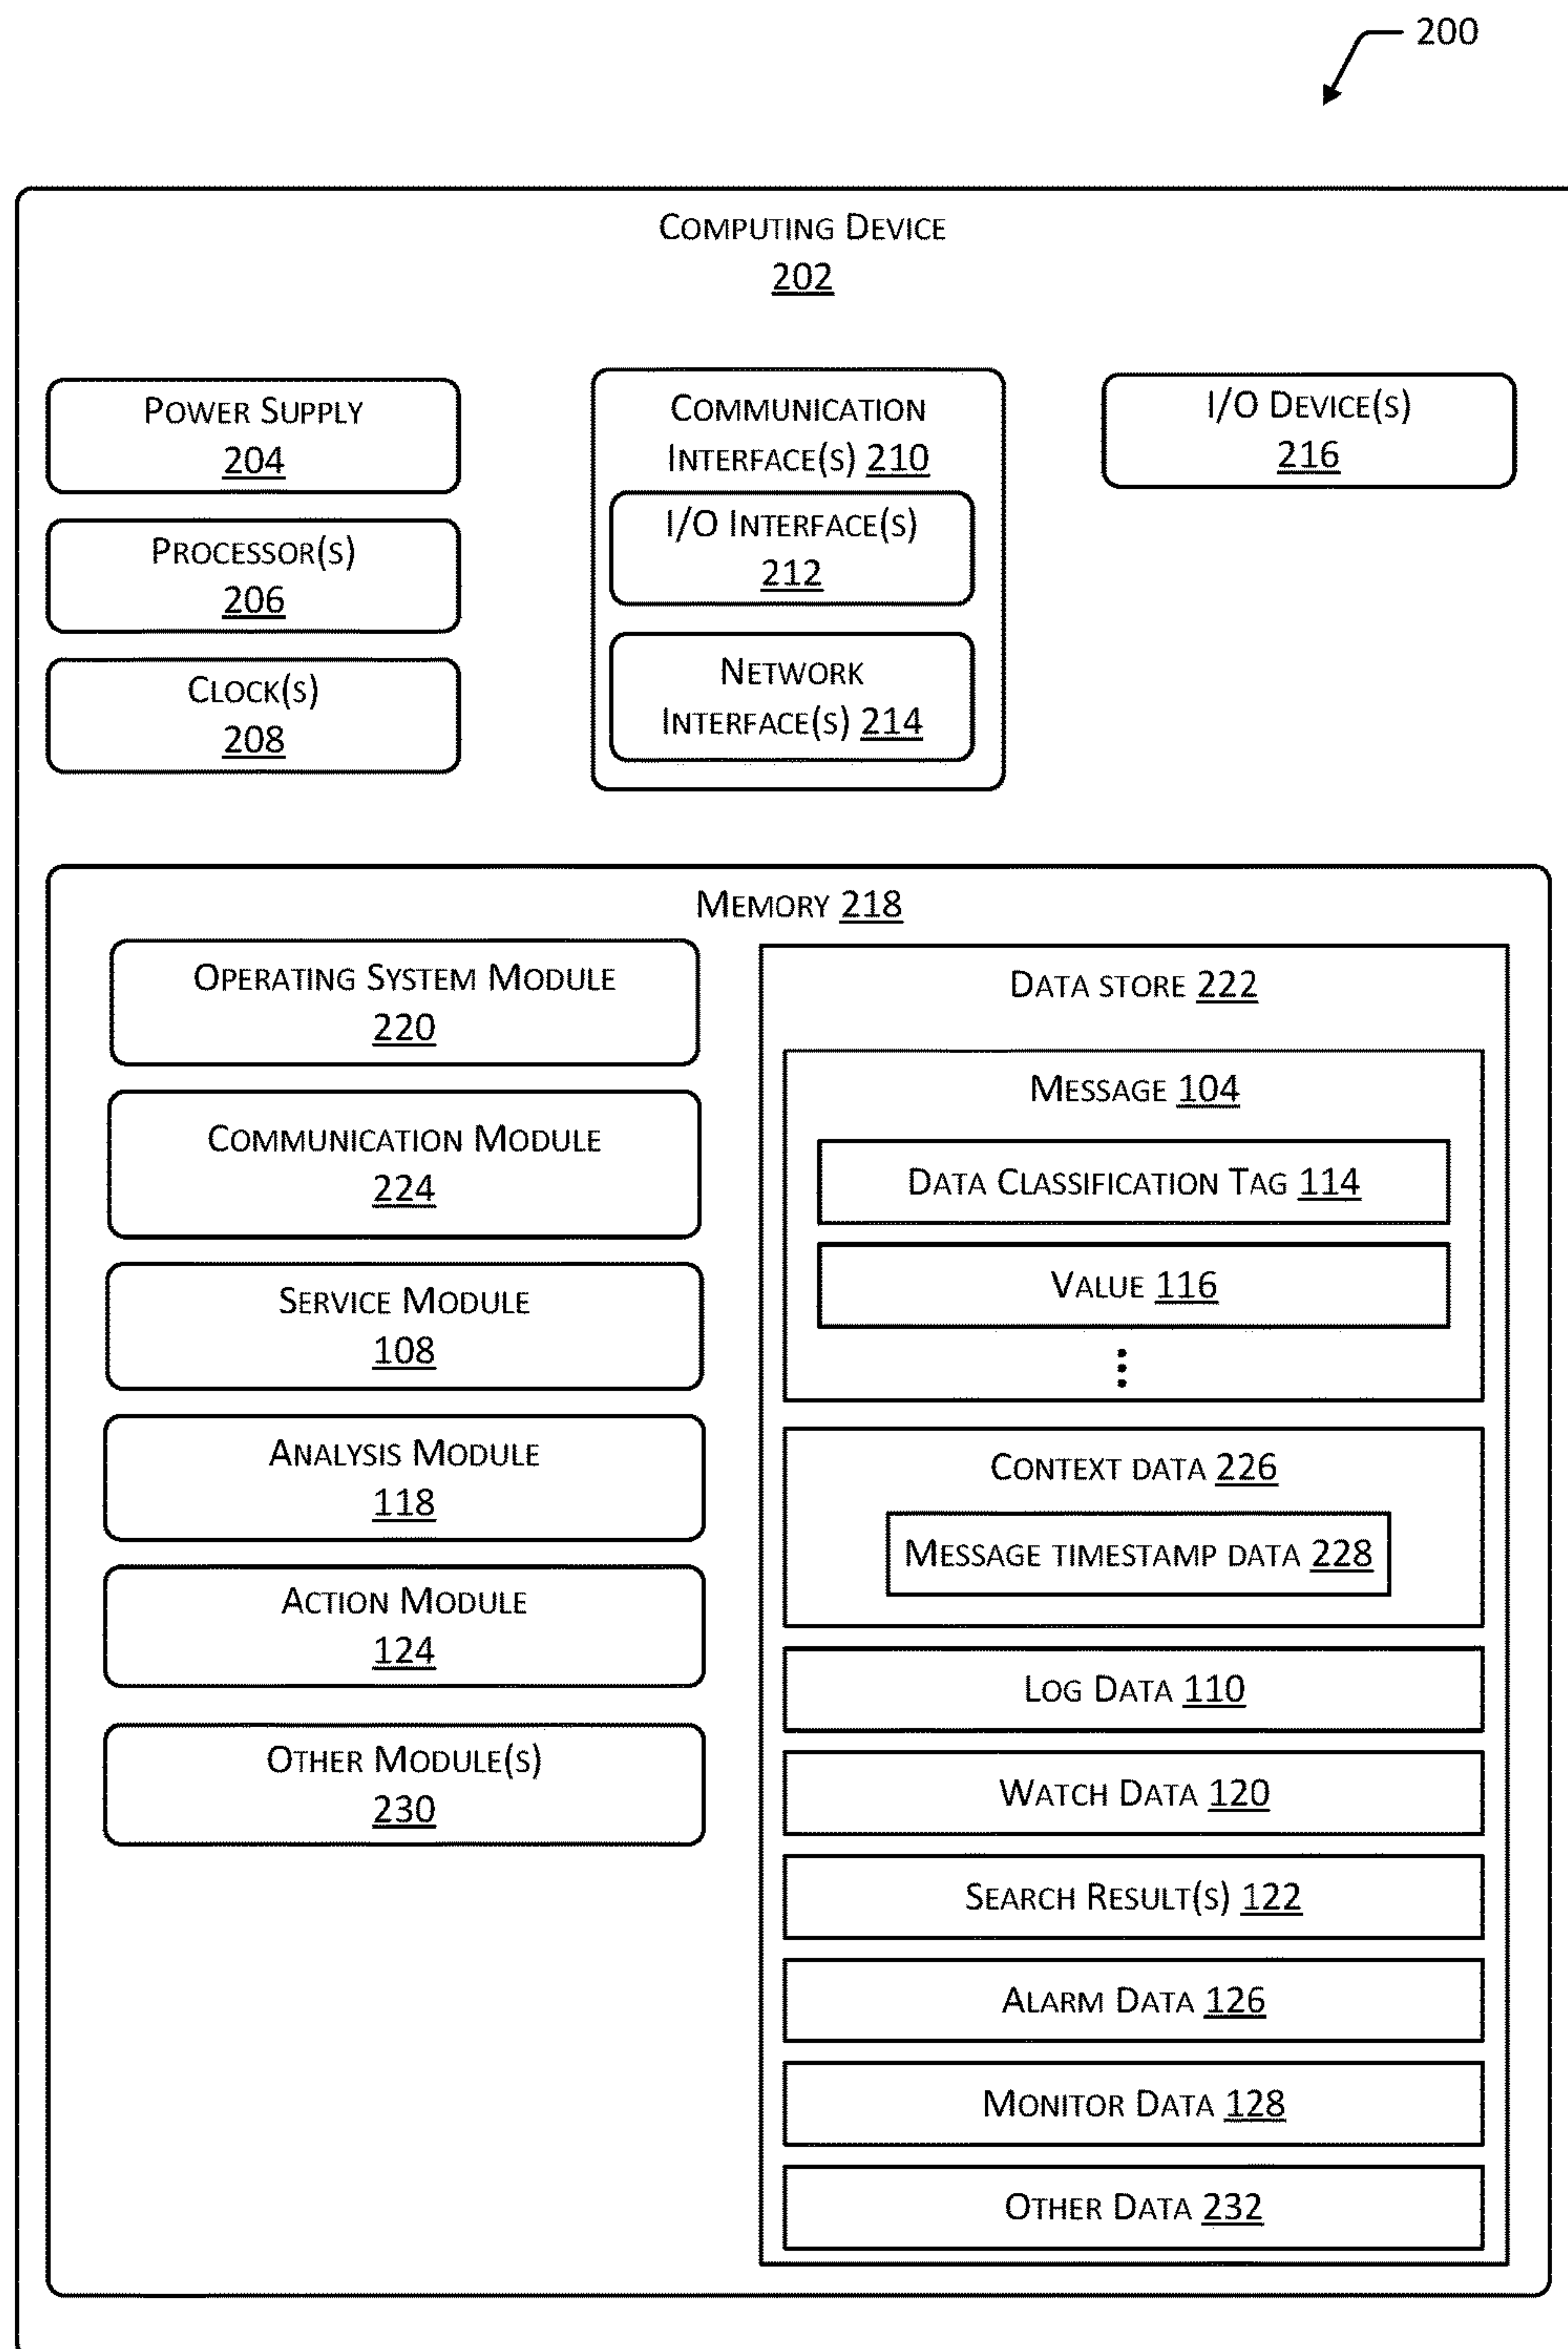 200
COMPUTING DEVICE
202
POWER SUPPLY
204
PROCESSOR(S)
206
CLOCK(S)
208
COMMUNICATION
INTERFACE(S) 210
I/O INTERFACE(S)
212
NETWORK
INTERFACE(S) 214
I/O DEVICE(S)
216
MEMORY 218
OPERATING SYSTEM MODULE
220
COMMUNICATION MODULE
224
SERVICE MODULE
108
ANALYSIS MODULE
118
ACTION MODULE
124
OTHER MODULE(S)
230
DATA STORE 222
MESSAGE 104
DATA CLASSIFICATION TAG 114
VALUE 116
⋮
CONTEXT DATA 226
MESSAGE TIMESTAMP DATA 228
LOG DATA 110
WATCH DATA 120
SEARCH RESULT(S) 122
ALARM DATA 126
MONITOR DATA 128
OTHER DATA 232